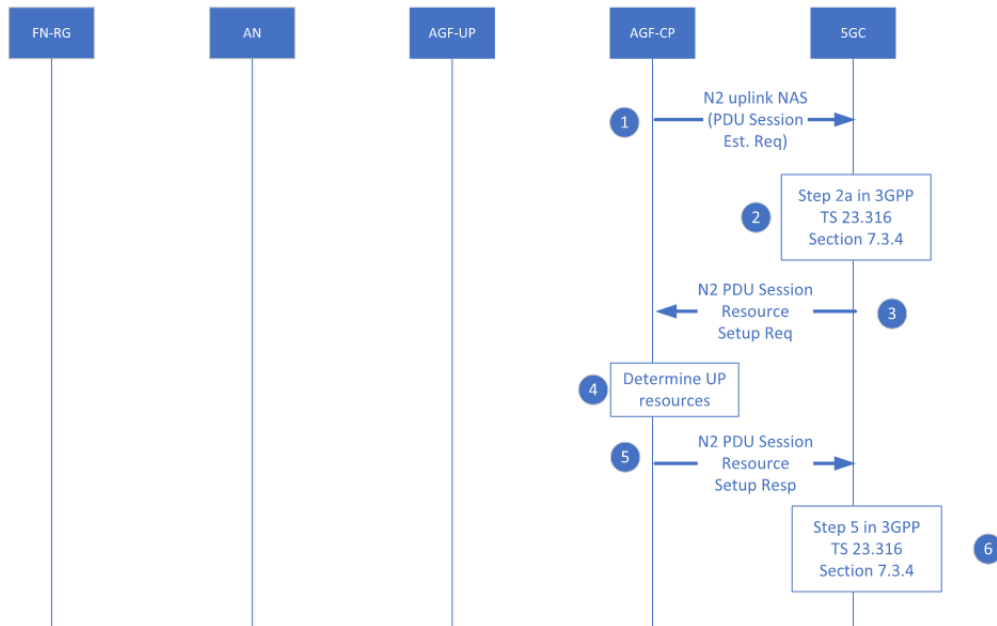 FN-RG
AN
AGF-UP
AGF-CP
5GC
1
N2 uplink NAS
(PDU Session
Est. Req)
2
Step 2a in 3GPP
TS 23.316
Section 7.3.4
N2 PDU Session
Resource
Setup Req
3
4
Determine UP
resources
5
N2 PDU Session
Resource
Setup Resp
Step 5 in 3GPP
TS 23.316
Section 7.3.4
6